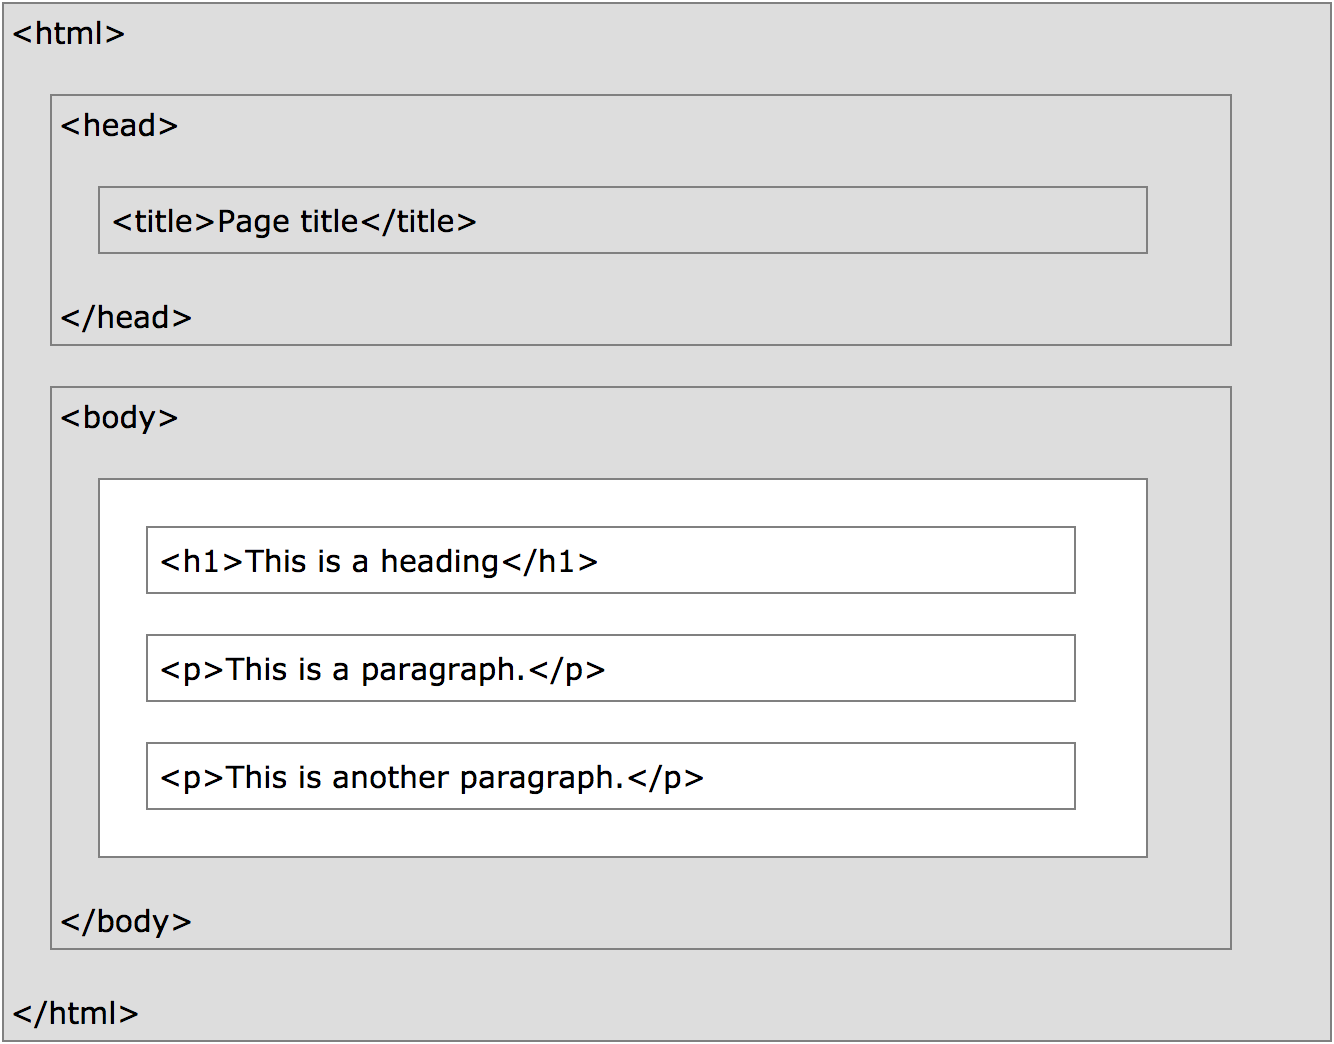 <html>
<head>
<title>Page title</title>
</head>
<body>
<h1>This is a heading</h1>
<p>This is a paragraph.</p>
<p>This is another paragraph.</p>
</body>
</html>